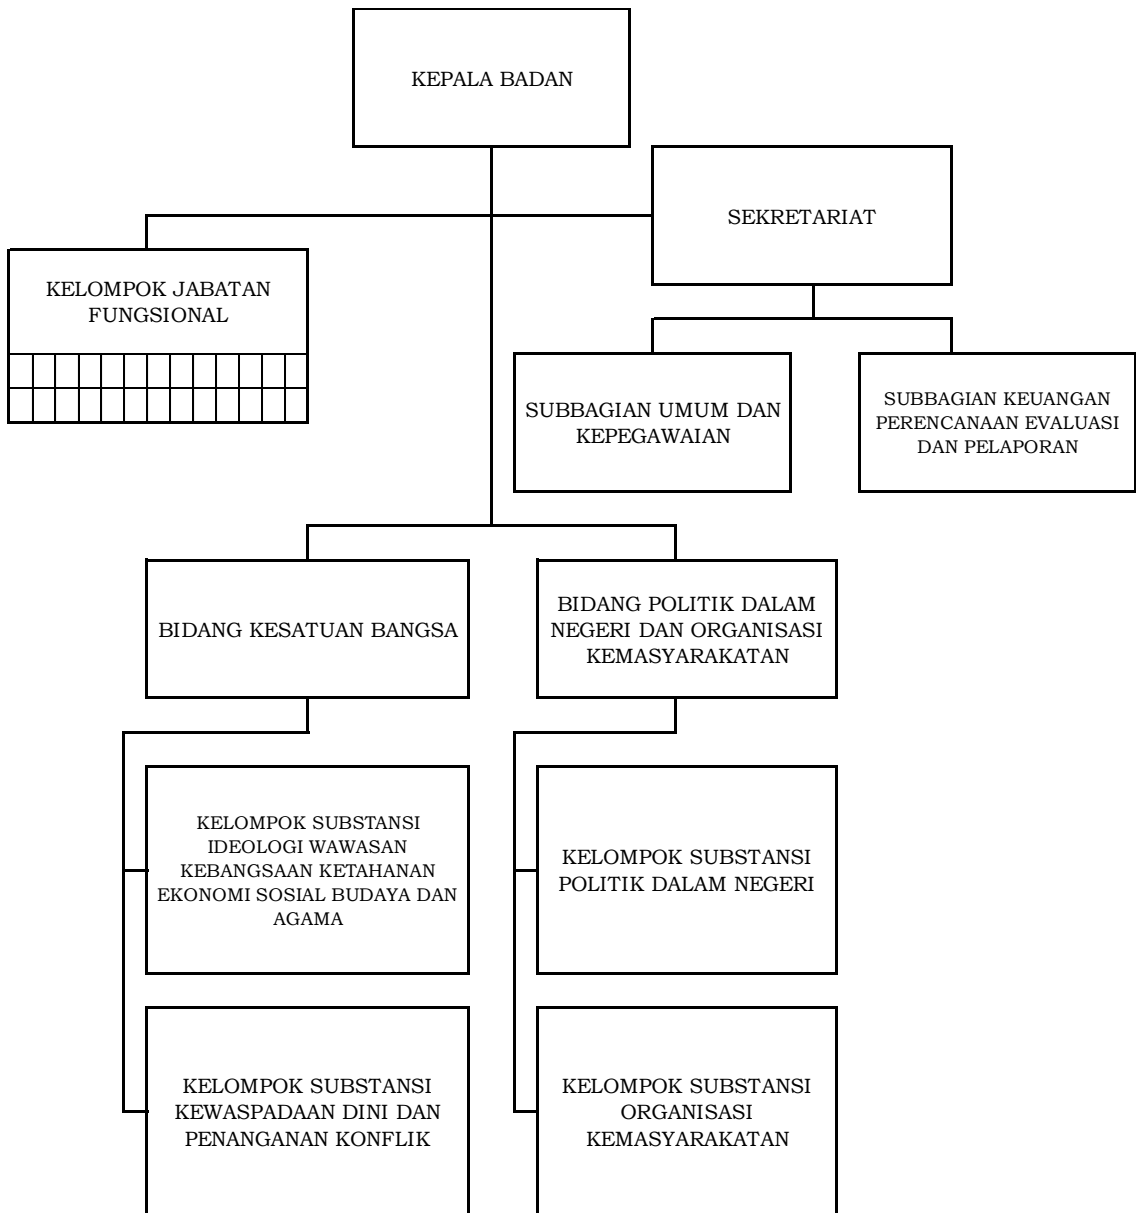 KEPALA BADAN
SEKRETARIAT
KELOMPOK JABATAN
FUNGSIONAL
SUBBAGIAN UMUM DAN
KEPEGAWAIAN
SUBBAGIAN KEUANGAN
PERENCANAAN EVALUASI
DAN PELAPORAN
BIDANG KESATUAN BANGSA
BIDANG POLITIK DALAM
NEGERI DAN ORGANISASI
KEMASYARAKATAN
KELOMPOK SUBSTANSI
IDEOLOGI WAWASAN
KEBANGSAAN KETAHANAN
EKONOMI SOSIAL BUDAYA DAN
AGAMA
KELOMPOK SUBSTANSI
POLITIK DALAM NEGERI
KELOMPOK SUBSTANSI
KEWASPADAAN DINI DAN
PENANGANAN KONFLIK
KELOMPOK SUBSTANSI
ORGANISASI
KEMASYARAKATAN